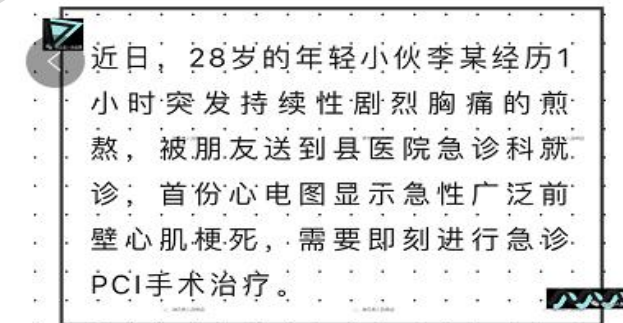 近日，28岁的年轻小伙李某经历1
小时突发持续性剧烈胸痛的煎
熬，被朋友送到县医院急诊科就
诊，首份心电图显示急性广泛前
壁心肌梗死，需要即刻进行急诊
PCI手术治疗。